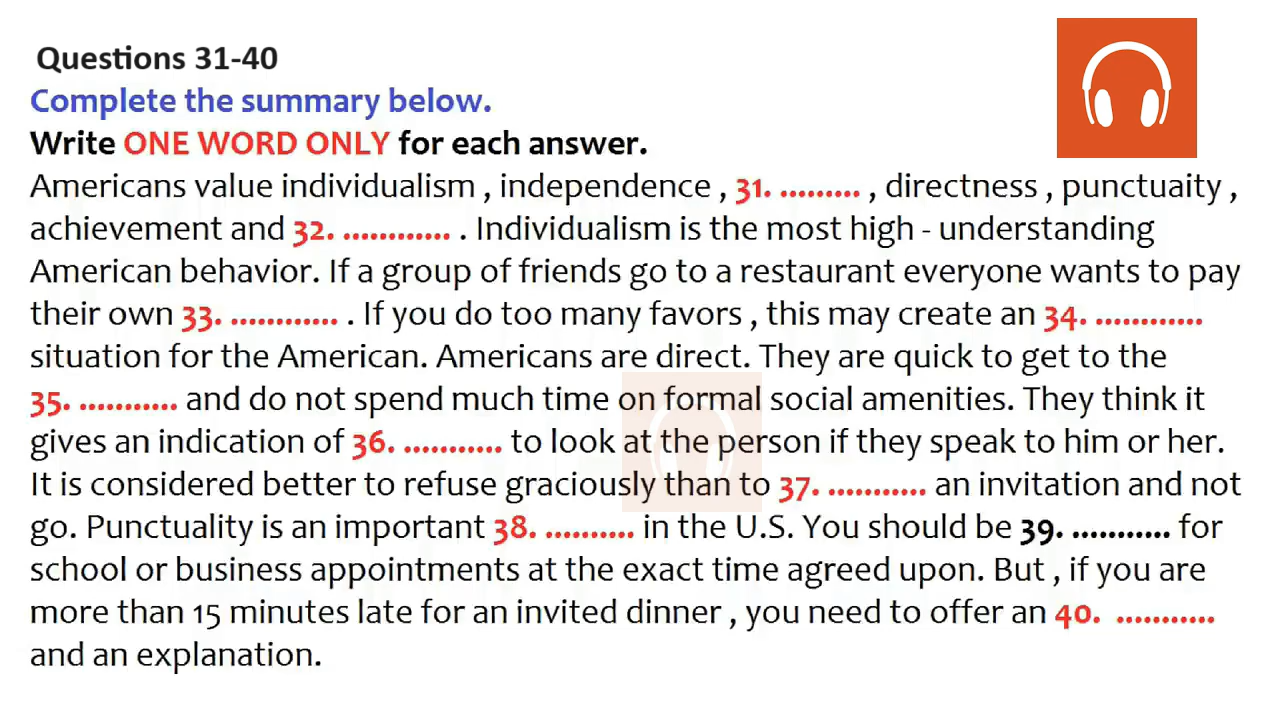 Questions 31-40
Complete the summary below.
Write ONE WORD ONLY for each answer.
Americans value individualism , independence , 31. ......... , directness , punctuaity ,
achievement and 32. ............ . Individualism is the most high - understanding
American behavior. If a group of friends go to a restaurant everyone wants to pay
their own 33. ............ . If you do too many favors , this may create an 34. ............
situation for the American. Americans are direct. They are quick to get to the
35. ........... and do not spend much time on formal social amenities. They think it
gives an indication of 36. ........... to look at the person if they speak to him or her.
It is considered better to refuse graciously than to 37. ........... an invitation and not
go. Punctuality is an important 38. .......... in the U.S. You should be 39. ........... for
school or business appointments at the exact time agreed upon. But , if you are
more than 15 minutes late for an invited dinner , you need to offer an 40. ...........
and an explanation.